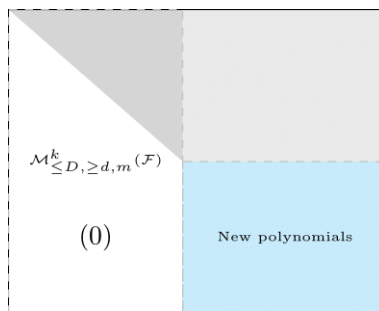 $\mathcal{M}^{k}_{\leq D, \geq d, m}(\mathcal{F})$
(0)
New polynomials